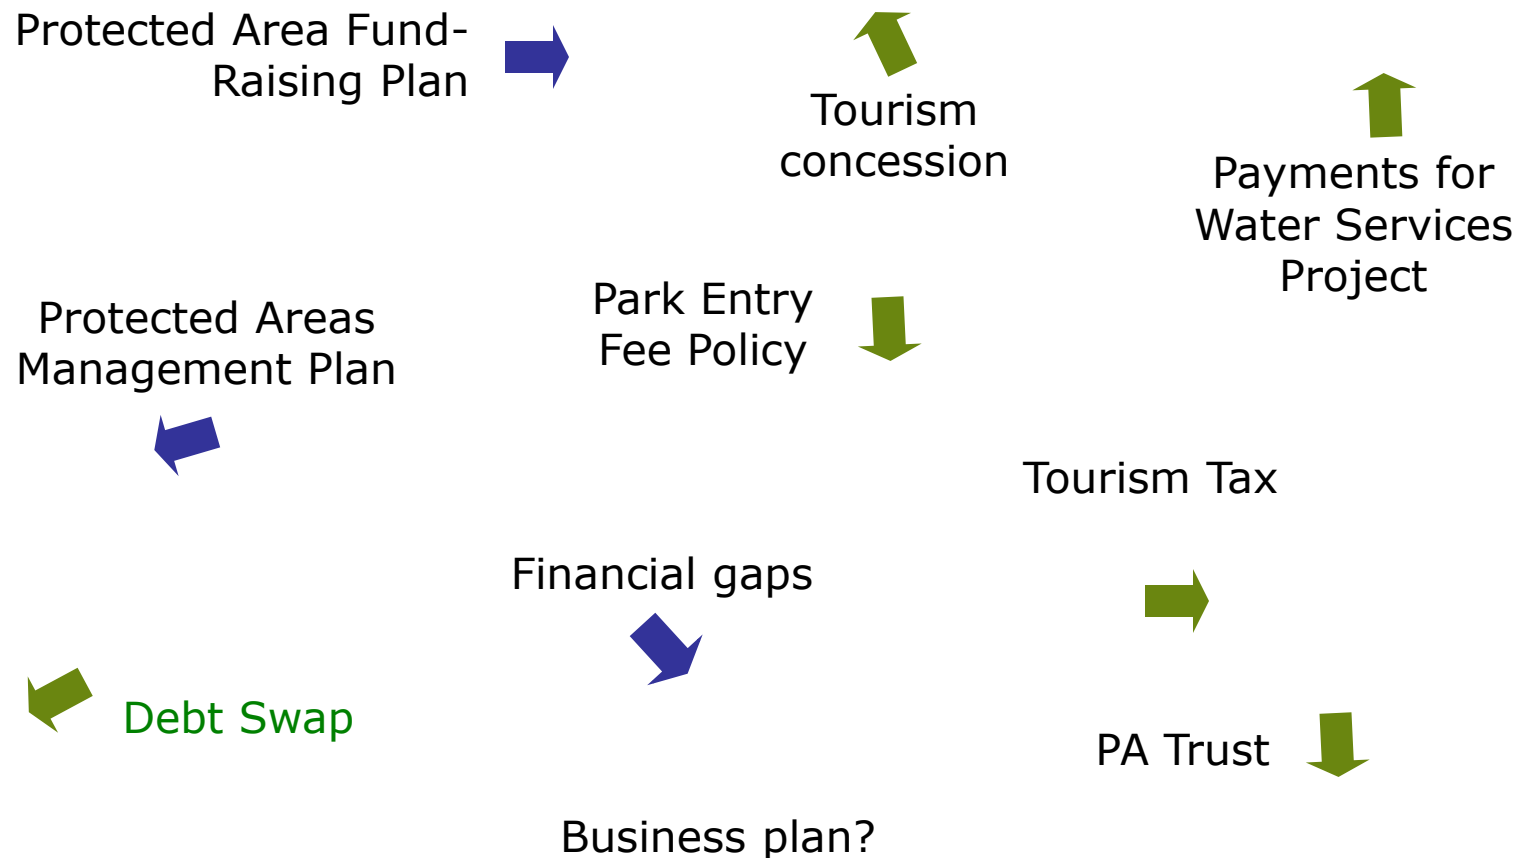 Protected Area Fund-
Raising Plan
Tourism
concession
Payments for
Water Services
Project
Protected Areas
Management Plan
Park Entry
Fee Policy
Tourism Tax
Financial gaps
Debt Swap
PA Trust
Business plan?